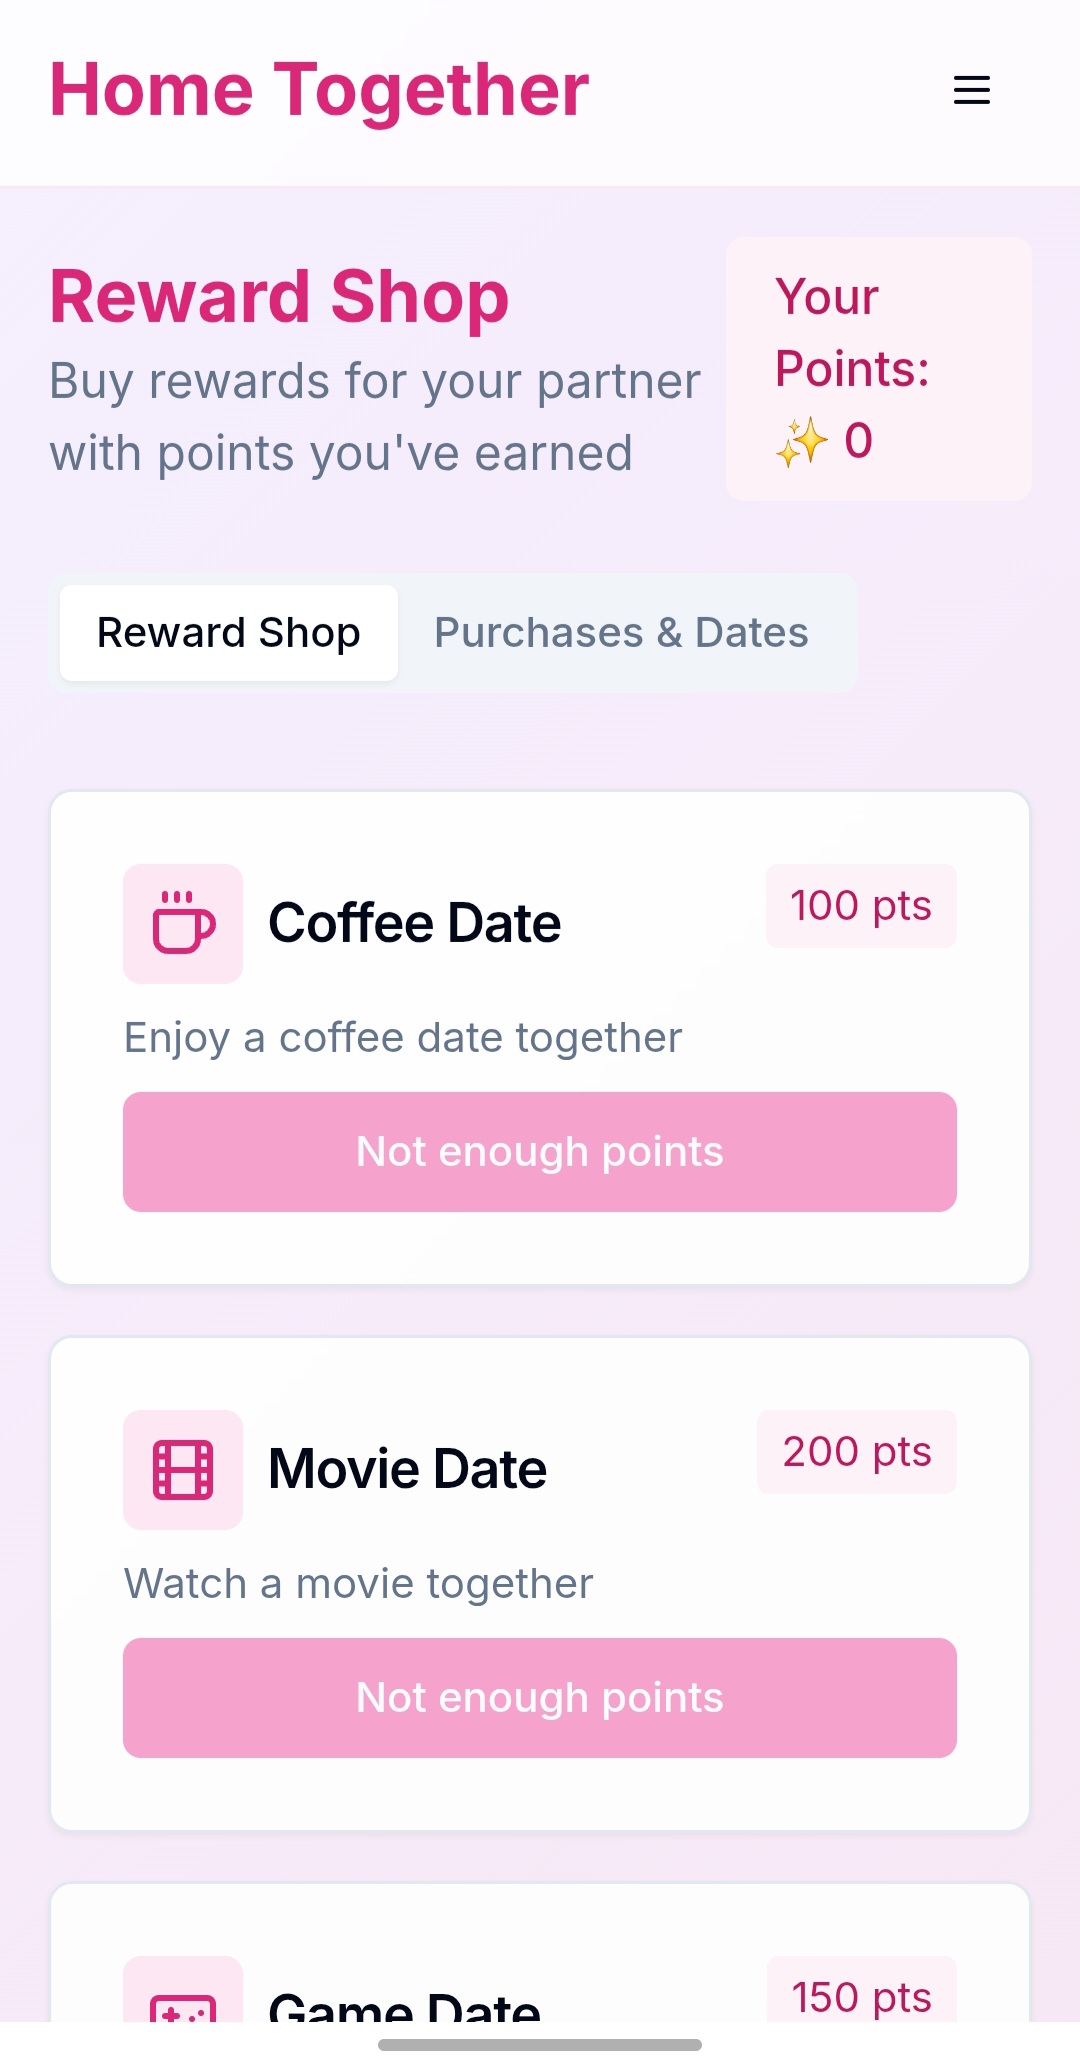 Home Together
Reward Shop
Buy rewards for your partner
with points you've earned
Your
Points:
✨ 0
Reward Shop
Purchases & Dates
Coffee Date
100 pts
Enjoy a coffee date together
Not enough points
Movie Date
200 pts
Watch a movie together
Not enough points
Game Date
150 pts